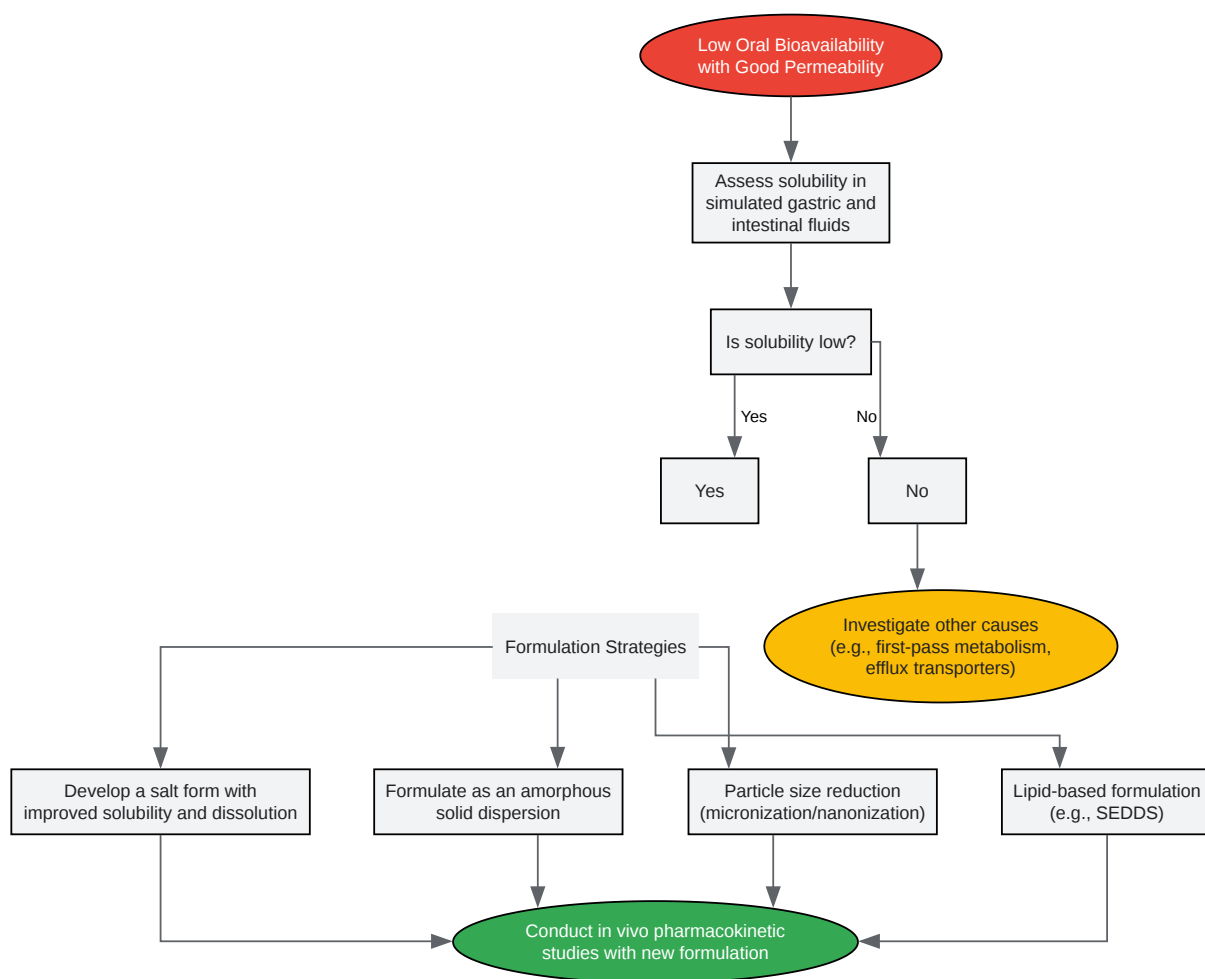 Low Oral Bioavailability
with Good Permeability
Assess solubility in
simulated gastric and
intestinal fluids
Is solubility low?
Yes
No
Yes
No
Investigate other causes
(e.g., first-pass metabolism,
efflux transporters)
Formulation Strategies
Develop a salt form with
improved solubility and dissolution
Formulate as an amorphous
solid dispersion
Particle size reduction
(micronization/nanonization)
Lipid-based formulation
(e.g., SEDDS)
Conduct in vivo pharmacokinetic
studies with new formulation